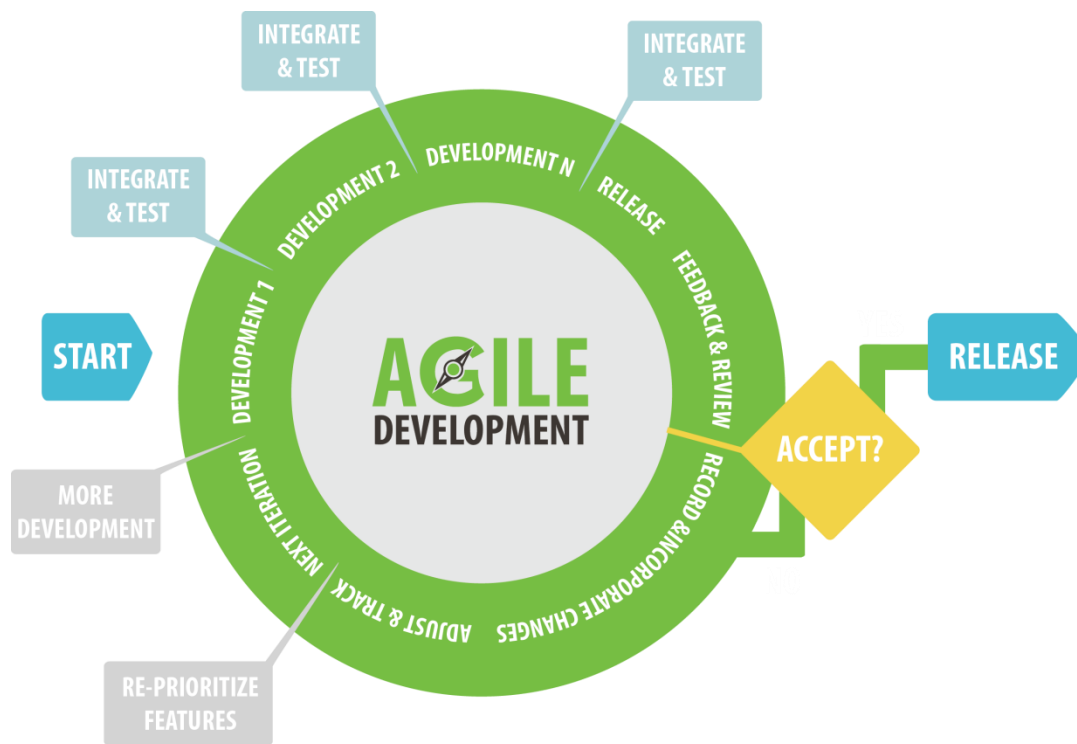 INTEGRATE
& TEST
INTEGRATE
& TEST
INTEGRATE
& TEST
START
DEVELOPMENT 1
DEVELOPMENT 2
DEVELOPMENT N
RELEASE
FEEDBACK & REVIEW
ACCEPT?
RELEASE
RECORD &INCORPORATE CHANGES
ADJUST & TRACK
NEXT ITERATION
MORE
DEVELOPMENT
RE-PRIORITIZE
FEATURES
AGILE
DEVELOPMENT